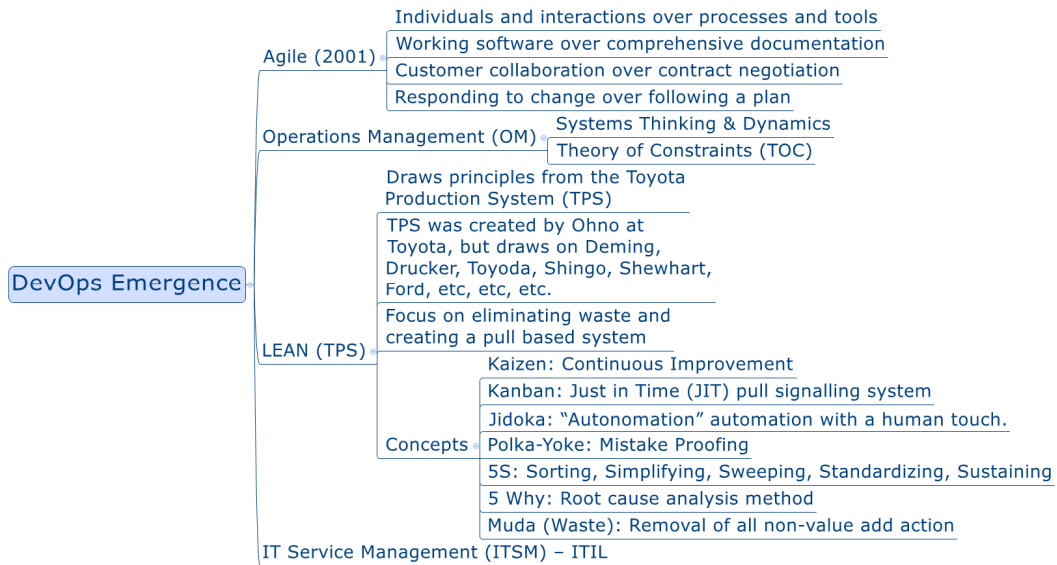 Individuals and interactions over processes and tools
Agile (2001)
Working software over comprehensive documentation
Customer collaboration over contract negotiation
Responding to change over following a plan
Operations Management (OM)
Systems Thinking & Dynamics
Theory of Constraints (TOC)
Draws principles from the Toyota
Production System (TPS)
TPS was created by Ohno at
Toyota, but draws on Deming,
Drucker, Toyoda, Shingo, Shewhart,
Ford, etc, etc, etc.
DevOps Emergence
Focus on eliminating waste and
creating a pull based system
LEAN (TPS)
Kaizen: Continuous Improvement
Kanban: Just in Time (JIT) pull signalling system
Jidoka: “Autonomation” automation with a human touch.
Concepts
Polka-Yoke: Mistake Proofing
5S: Sorting, Simplifying, Sweeping, Standardizing, Sustaining
5 Why: Root cause analysis method
Muda (Waste): Removal of all non-value add action
IT Service Management (ITSM) – ITIL